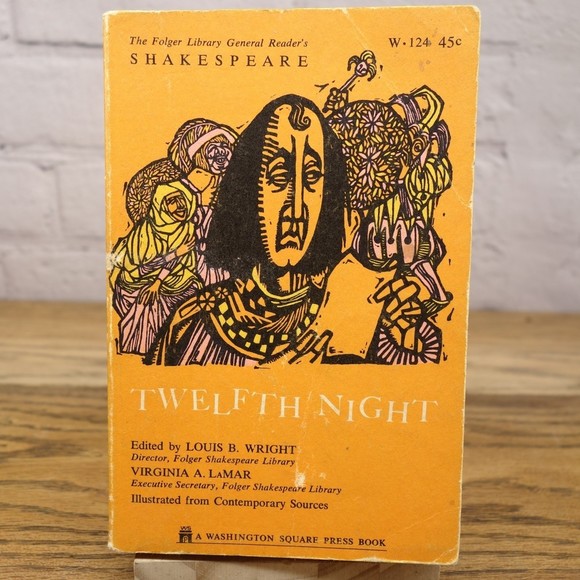 The Folger Library General Reader's
SHAKESPEARE
W•124 45c
TWELFTH NIGHT
Edited by LOUIS B. WRIGHT
Director, Folger Shakespeare Library
VIRGINIA A. LaMAR
Executive Secretary, Folger Shakespeare Library
Illustrated from Contemporary Sources
WS
A WASHINGTON SQUARE PRESS BOOK